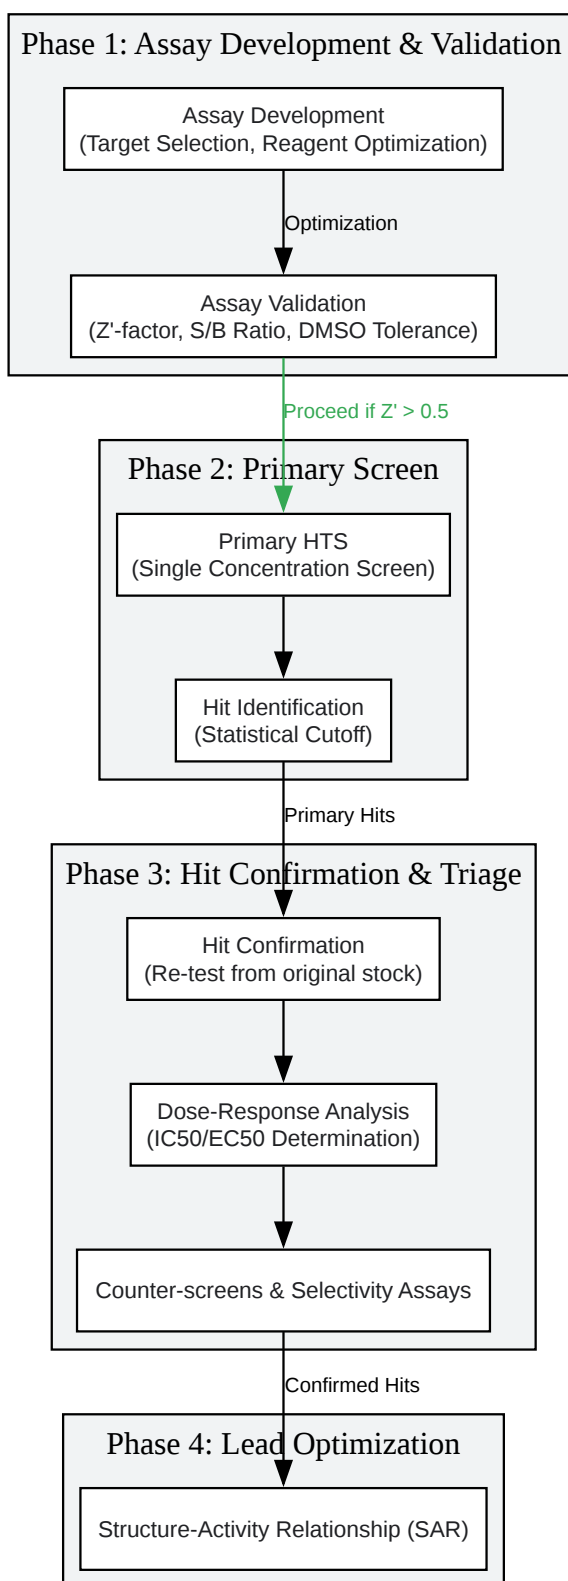 Phase 1: Assay Development & Validation
Assay Development
(Target Selection, Reagent Optimization)
Optimization
Assay Validation
(Z'-factor, S/B Ratio, DMSO Tolerance)
Proceed if Z' > 0.5
Phase 2: Primary Screen
Primary HTS
(Single Concentration Screen)
Hit Identification
(Statistical Cutoff)
Primary Hits
Phase 3: Hit Confirmation & Triage
Hit Confirmation
(Re-test from original stock)
Dose-Response Analysis
(IC50/EC50 Determination)
Counter-screens & Selectivity Assays
Confirmed Hits
Phase 4: Lead Optimization
Structure-Activity Relationship (SAR)